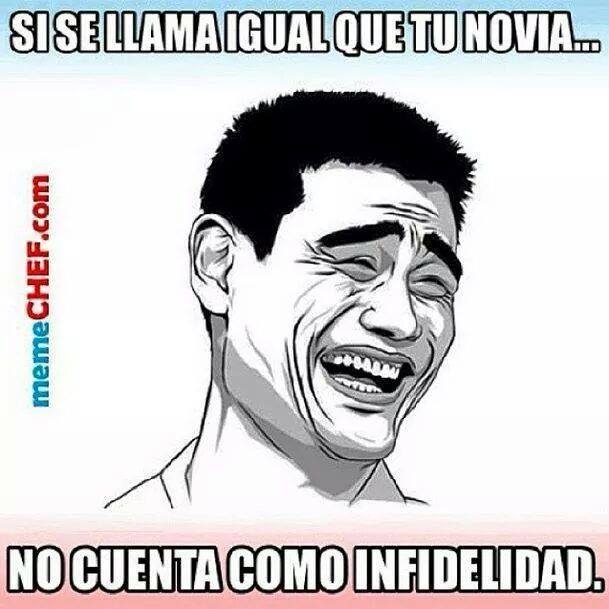 SI SE LLAMA IGUAL QUE TU NOVIA...
memeCHEF.com
NO CUENTA COMO INFIDELIDAD.